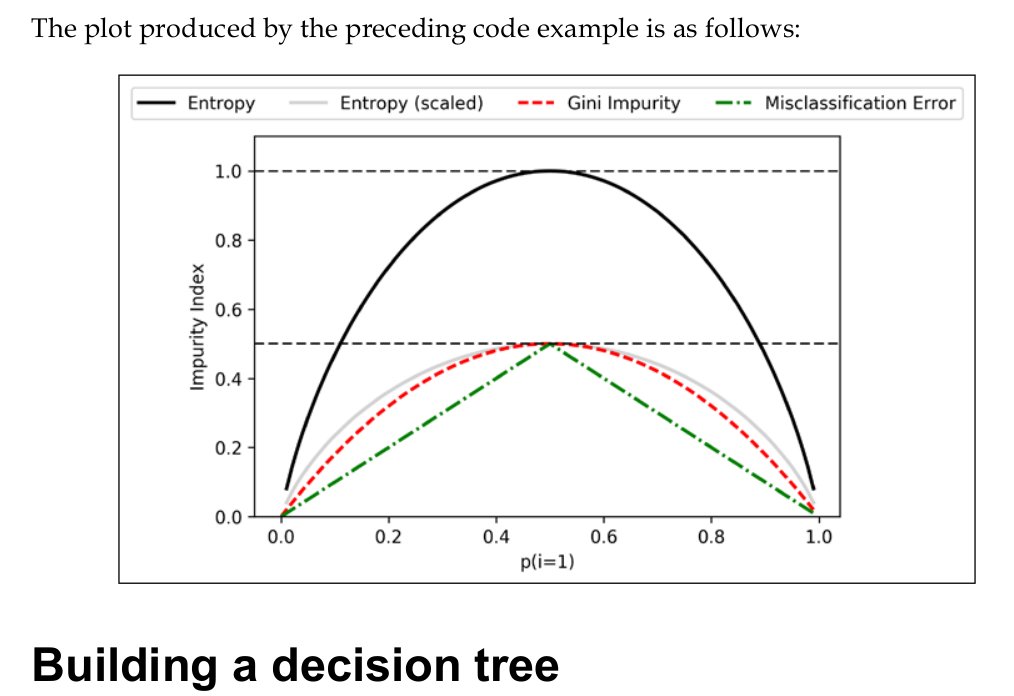 The plot produced by the preceding code example is as follows:
Entropy Entropy (scaled) Gini Impurity Misclassification Error
1.0
0.8
0.6
0.4
0.2
0.0
Impurity Index
0.0 0.2 0.4 0.6 0.8 1.0
p(i=1)
Building a decision tree